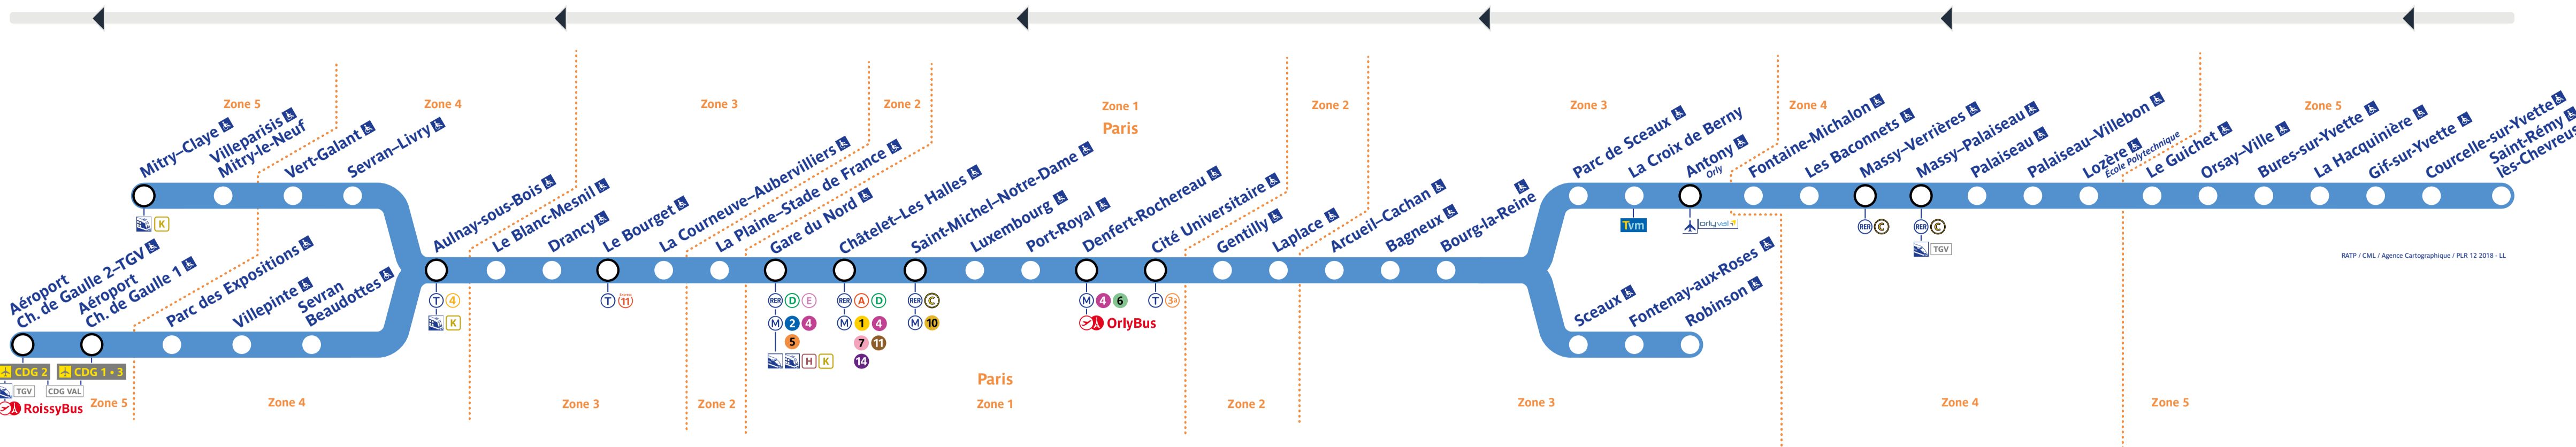 Zone 5
Zone 4
Zone 3
Zone 2
Zone 1
Paris
Zone 2
Zone 3
Zone 4
Zone 5
Mitry–Claye
Villeparisis
Mitry-le-Neuf
Vert-Galant
Sevran–Livry
K
Aéroport
Ch. de Gaulle 2–TGV
Aéroport
Ch. de Gaulle 1
Parc des Expositions
Villepinte
Sevran
Beaudottes
CDG 2
CDG 1 • 3
TGV
CDG VAL
RoissyBus
Aulnay-sous-Bois
T 4
K
Le Blanc-Mesnil
Drancy
Le Bourget
T 11
La Courneuve–Aubervilliers
La Plaine–Stade de France
Gare du Nord
RER D E
M 2 4
5
H K
Châtelet–Les Halles
RER A D
M 1 4
7 11
14
Saint-Michel–Notre-Dame
RER C
M 10
Luxembourg
Port-Royal
Denfert-Rochereau
M 4 6
OrlyBus
Cité Universitaire
T 3a
Gentilly
Laplace
Arcueil–Cachan
Bagneux
Bourg-la-Reine
Parc de Sceaux
La Croix de Berny
Tvm
Antony
Orly
orlyval
Fontaine-Michalon
Les Baconnets
Massy–Verrières
RER C
Massy–Palaiseau
RER C
TGV
Palaiseau
Palaiseau–Villebon
Lozère
École Polytechnique
Le Guichet
Orsay–Ville
Bures-sur-Yvette
La Hacquinière
Gif-sur-Yvette
Courcelle-sur-Yvette
Saint-Rémy
lès-Chevreus
Sceaux
Fontenay-aux-Roses
Robinson
RATP / CML / Agence Cartographique / PLR 12 2018 - LL
Zone 5
Zone 4
Zone 3
Zone 2
Paris
Zone 1
Zone 2
Zone 3
Zone 4
Zone 5